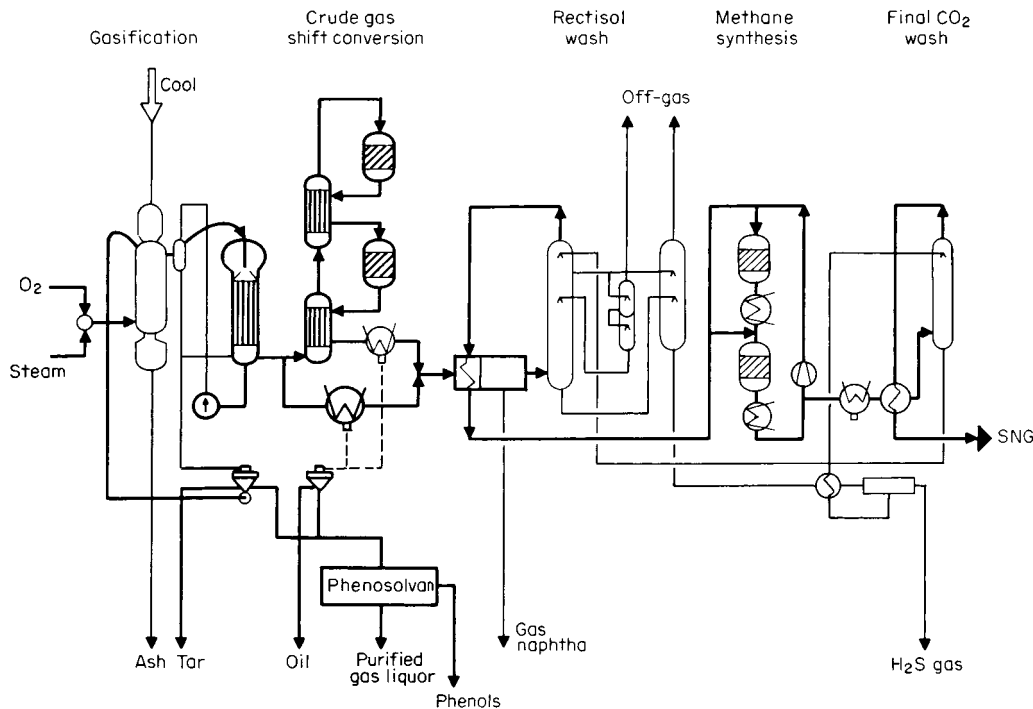 Gasification
Crude gas
shift conversion
Rectisol
wash
Methane
synthesis
Final CO₂
wash
Cool
Off-gas
O₂
Steam
SNG
Phenosolvan
Ash
Tar
Oil
Purified
gas liquor
Phenols
Gas
naphtha
H₂S gas